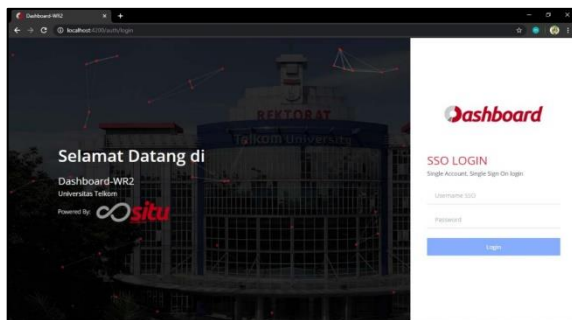 Dashboard-WR2
localhost:4200/auth/login
REKTORAT
Telkom University
Selamat Datang di
Dashboard-WR2
Universitas Telkom
Powered By: situ
Dashboard
SSO LOGIN
Single Account, Single Sign On login
Username SSO
Password
Login